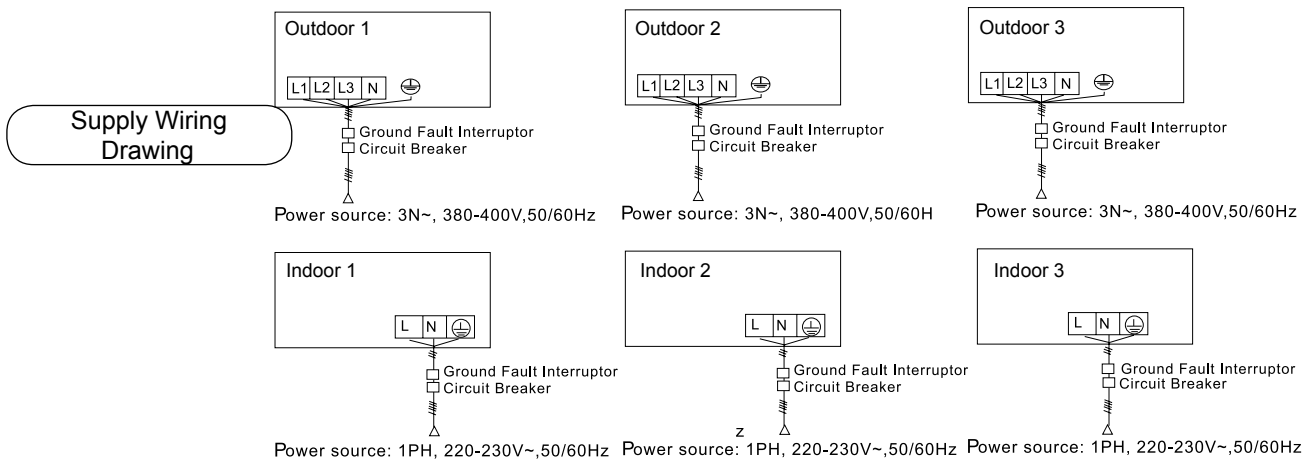 Supply Wiring
Drawing
Outdoor 1
L1 L2 L3 N
Ground Fault Interruptor
Circuit Breaker
Power source: 3N~, 380-400V,50/60Hz
Outdoor 2
L1 L2 L3 N
Ground Fault Interruptor
Circuit Breaker
Power source: 3N~, 380-400V,50/60H
Outdoor 3
L1 L2 L3 N
Ground Fault Interruptor
Circuit Breaker
Power source: 3N~, 380-400V,50/60Hz
Indoor 1
L N
Ground Fault Interruptor
Circuit Breaker
Power source: 1PH, 220-230V~,50/60Hz
Indoor 2
L N
Ground Fault Interruptor
Circuit Breaker
z
Power source: 1PH, 220-230V~,50/60Hz
Indoor 3
L N
Ground Fault Interruptor
Circuit Breaker
Power source: 1PH, 220-230V~,50/60Hz